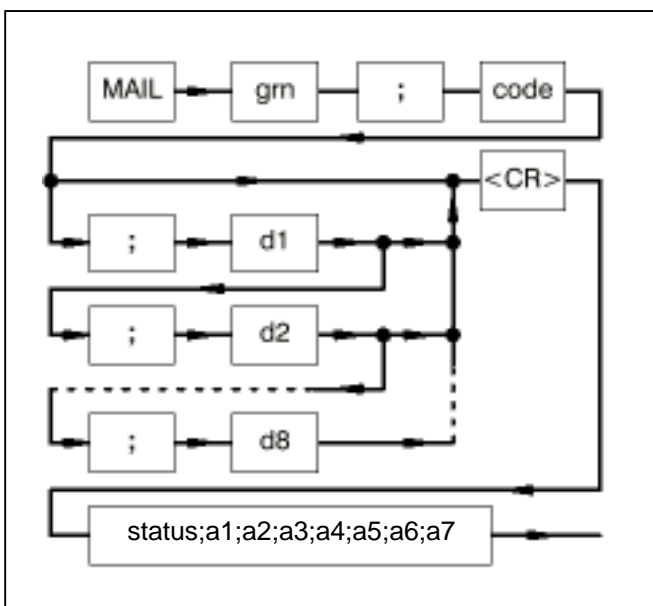 MAIL grn ; code
<CR>
; d1
; d2
; d8
status;a1;a2;a3;a4;a5;a6;a7